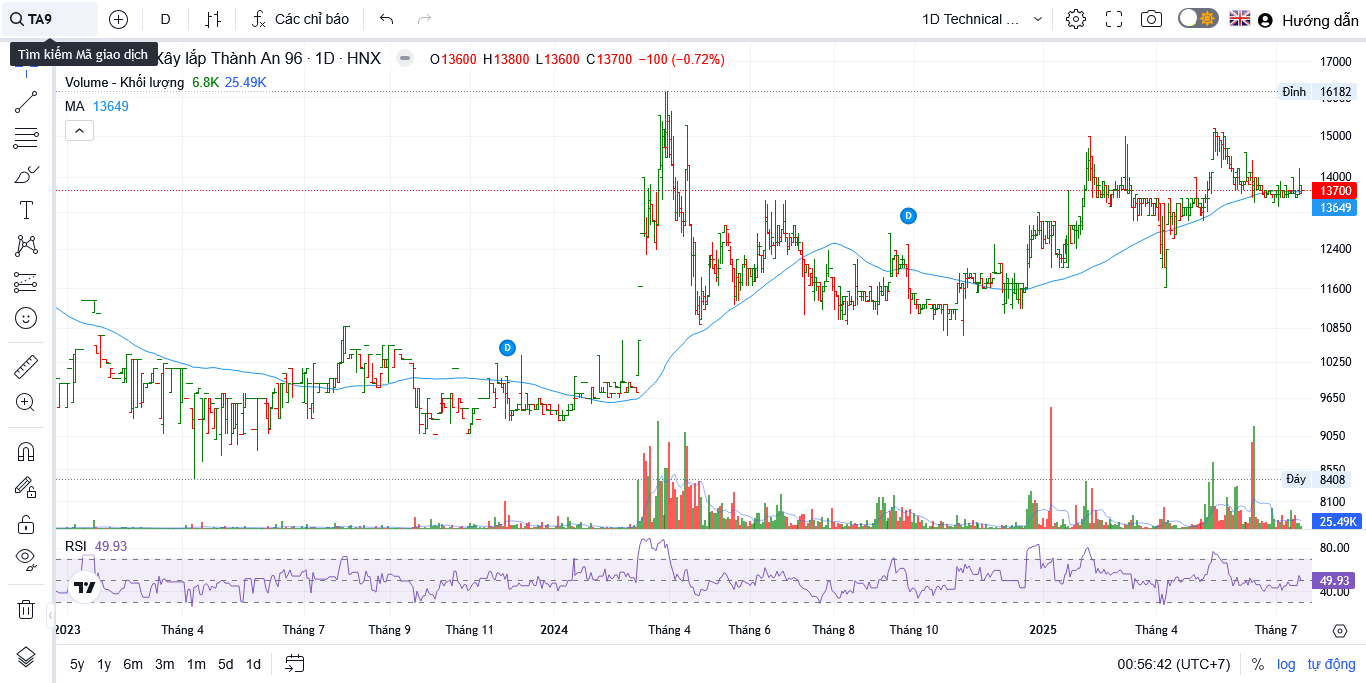 TA9
D
Các chỉ báo
1D Technical ...
Hướng dẫn
Tìm kiếm Mã giao dịch
Xây lắp Thành An 96 · 1D · HNX
O13600 H13800 L13600 C13700 −100 (−0.72%)
Volume - Khối lượng 6.8K 25.49K
MA 13649
17000
Đỉnh 16182
15000
14000
13700
13649
D
12400
11600
10850
D
10250
9650
9050
8550
Đáy 8408
8100
25.49K
RSI 49.93
80.00
49.93
40.00
2023 Tháng 4 Tháng 7 Tháng 9 Tháng 11 2024 Tháng 4 Tháng 6 Tháng 8 Tháng 10 2025 Tháng 4 Tháng 7
5y 1y 6m 3m 1m 5d 1d
00:56:42 (UTC+7) % log tự động